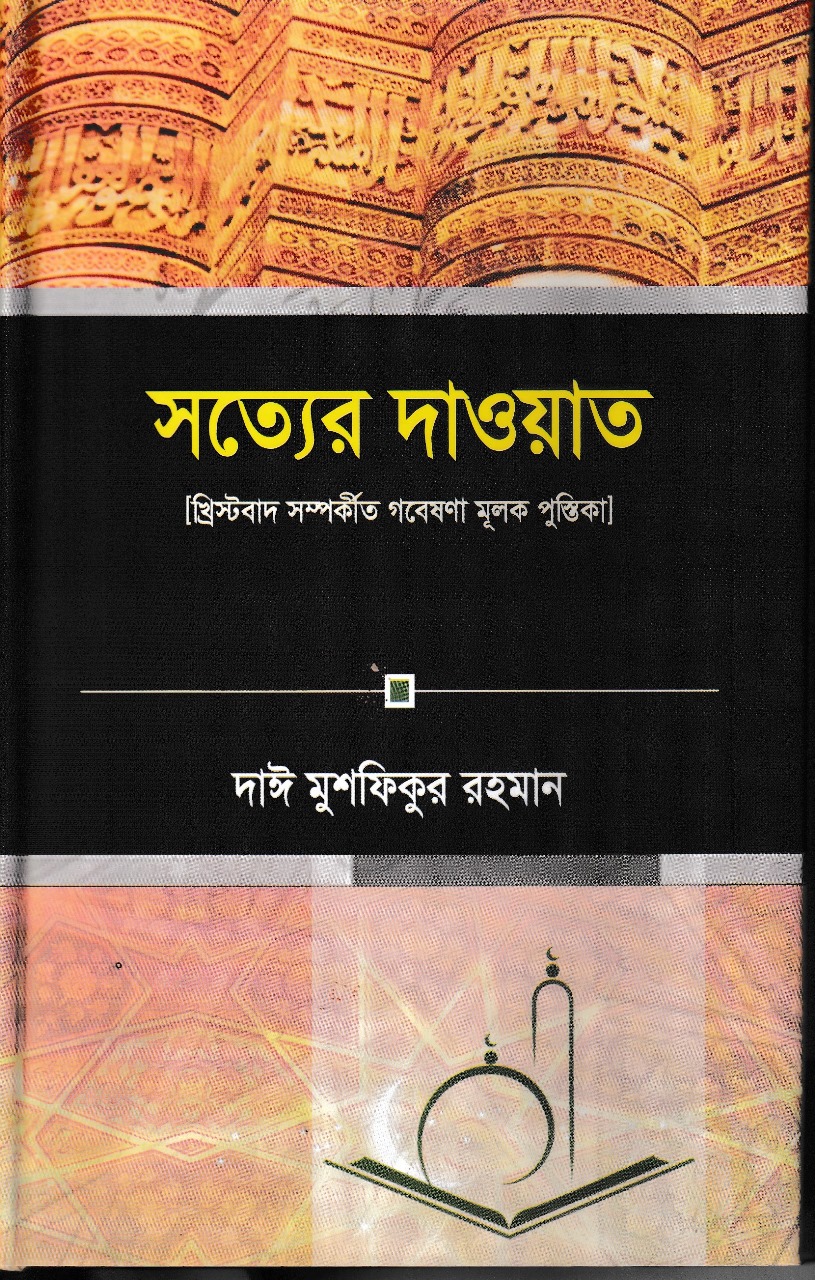 সত্যের দাওয়াত
[খ্রিস্টবাদ সম্পর্কীত গবেষণা মূলক পুস্তিকা]
দাঈ মুশফিকুর রহমান